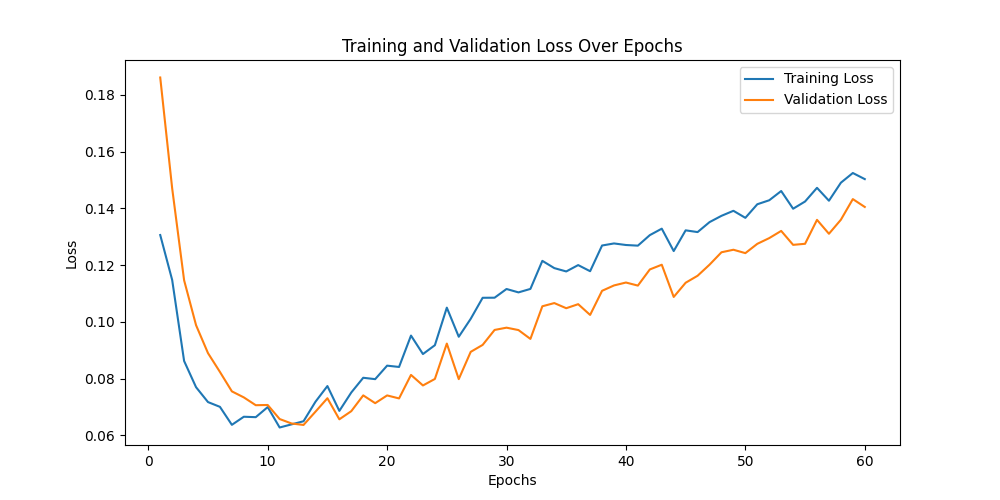 Training and Validation Loss Over Epochs
Training Loss
Validation Loss
Loss
0.18
0.16
0.14
0.12
0.10
0.08
0.06
0 10 20 30 40 50 60
Epochs